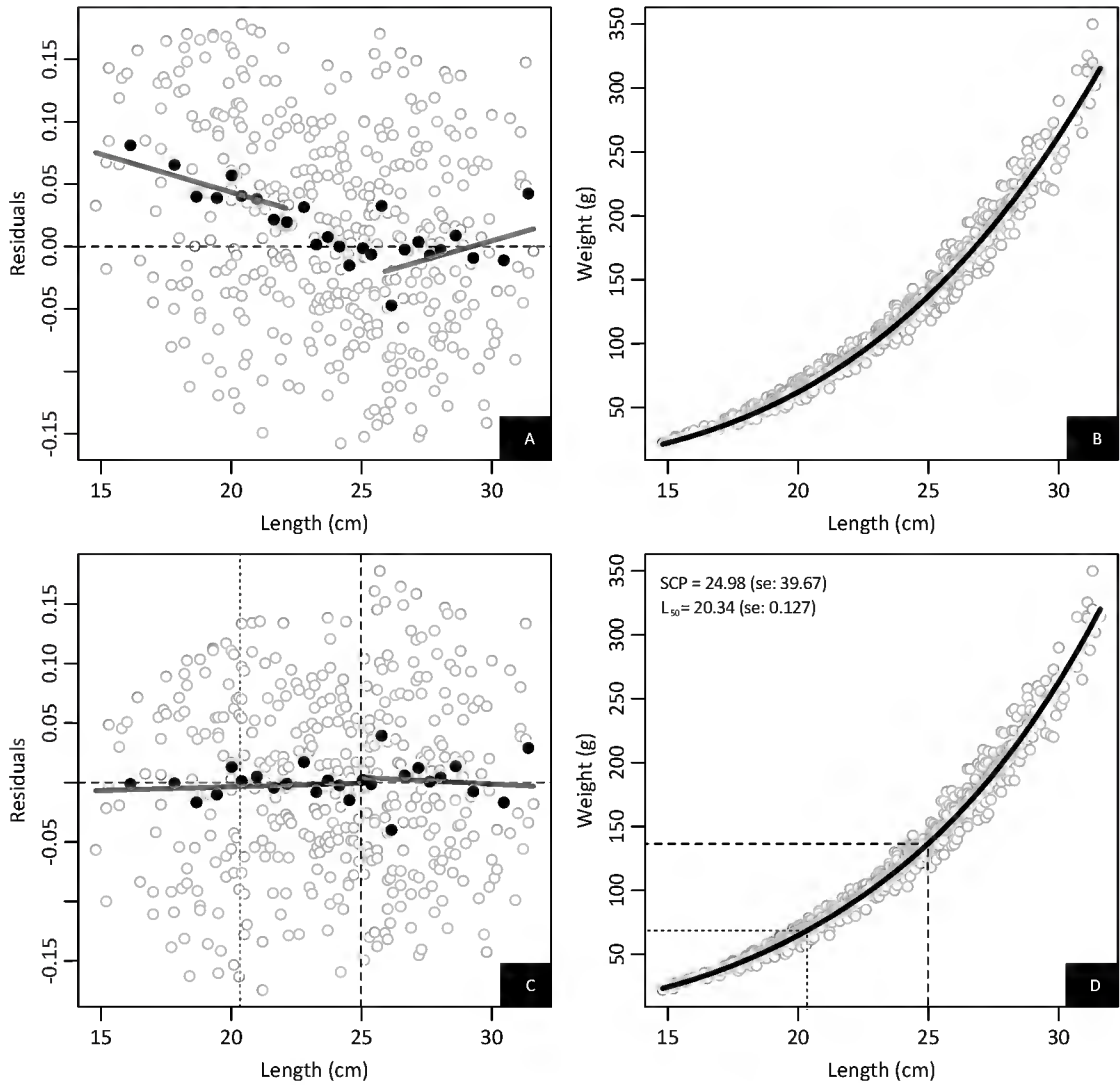 0.15
0.10
0.05
0.00
-0.05
-0.15
Residuals
15 20 25 30
Length (cm)
A
350
300
250
200
150
100
50
Weight (g)
15 20 25 30
Length (cm)
B
0.15
0.10
0.05
0.00
-0.05
-0.15
Residuals
15 20 25 30
Length (cm)
C
SCP = 24.98 (se: 39.67)
L₅₀= 20.34 (se: 0.127)
350
300
250
200
150
100
50
Weight (g)
15 20 25 30
Length (cm)
D